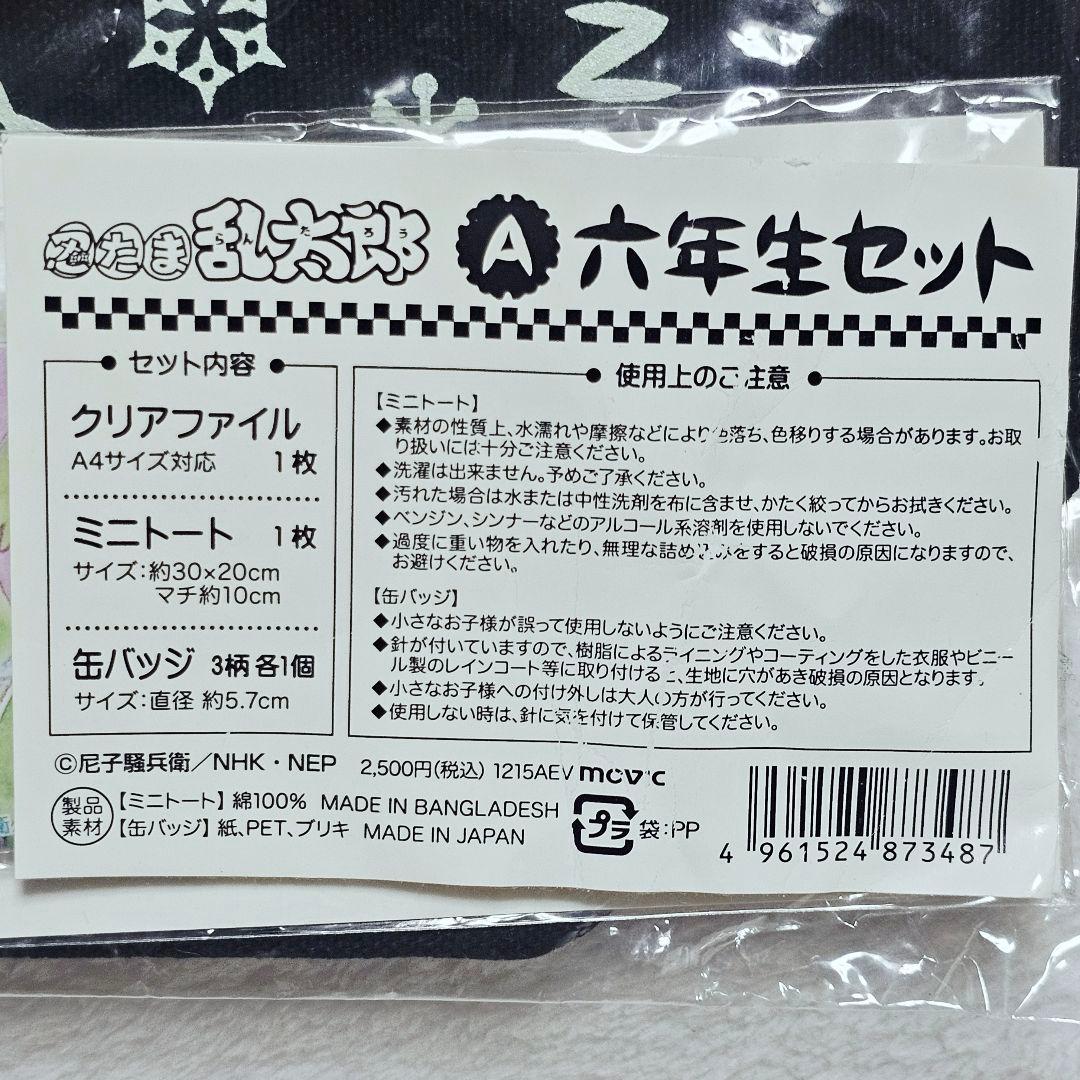 忍たま乱太郎
らんたろう
A 六年生セット
セット内容
クリアファイル
A4サイズ対応 1枚
ミニトート 1枚
サイズ:約30×20cm
マチ約10cm
缶バッジ 3柄各1個
サイズ:直径 約5.7cm
使用上のご注意
【ミニトート】
◆素材の性質上、水濡れや摩擦などにより色落ち、色移りする場合があります。お取
り扱いには十分ご注意ください。
◆洗濯は出来ません。予めご了承ください。
◆汚れた場合は水または中性洗剤を布に含ませ、かたく絞ってからお拭きください。
◆ベンジン、シンナーなどのアルコール系溶剤を使用しないでください。
◆過度に重い物を入れたり、無理な詰め込みをすると破損の原因になりますので、
お避けください。
【缶バッジ】
◆小さなお子様が誤って使用しないようにご注意ください。
◆針が付いていますので、樹脂によるライニングやコーティングをした衣服やビニー
ル製のレインコート等に取り付けると、生地に穴があき破損の原因となります。
◆小さなお子様への付け外しは大人の方が行ってください。
◆使用しない時は、針に気を付けて保管してください。
©尼子騒兵衛/NHK・NEP 2,500円(税込) 1215AEV movic
製品
素材
【ミニトート】綿100% MADE IN BANGLADESH
【缶バッジ】紙、PET、ブリキ MADE IN JAPAN
プラ 袋:PP
4 961524 873487